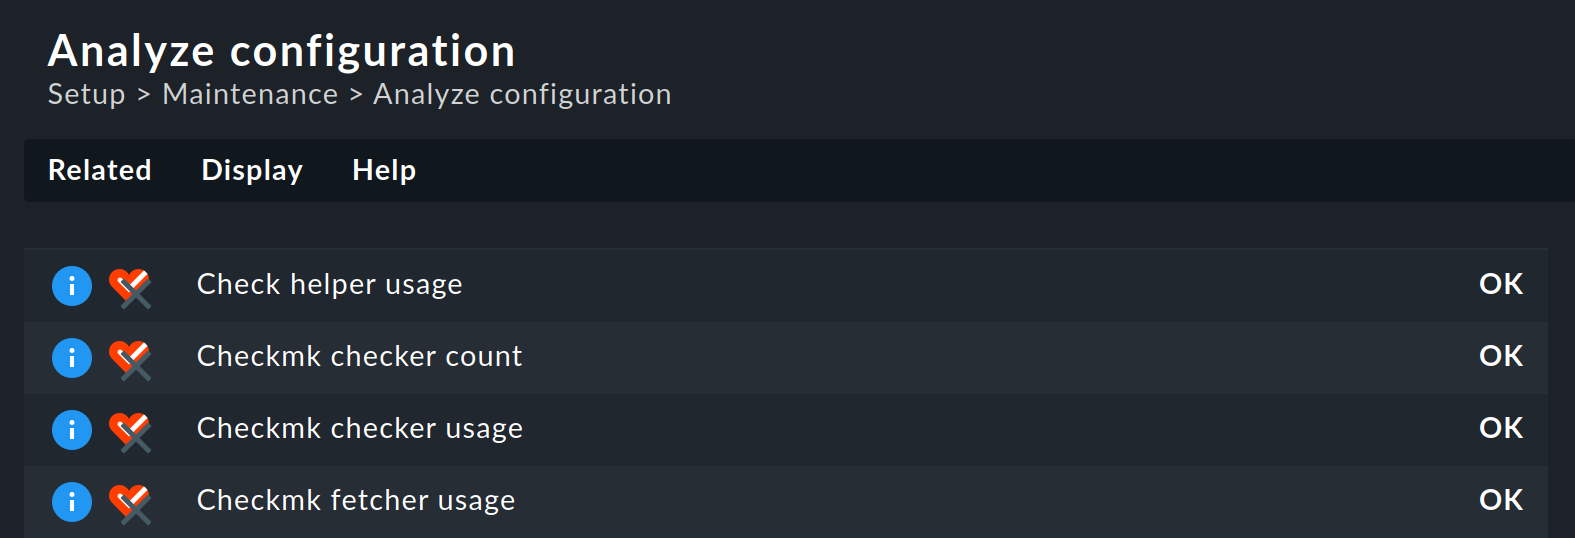 Analyze configuration
Setup > Maintenance > Analyze configuration
Related Display Help
Check helper usage OK
Checkmk checker count OK
Checkmk checker usage OK
Checkmk fetcher usage OK